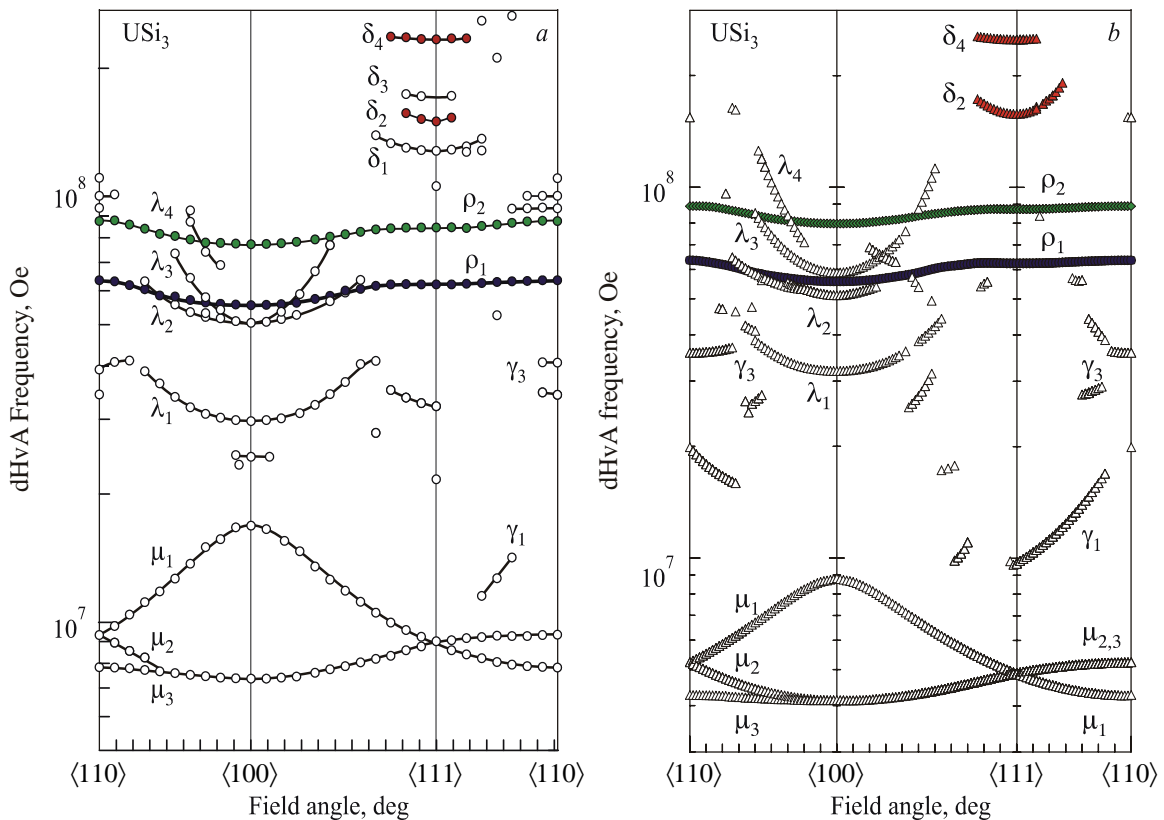 USi3
a
δ4
δ3
δ2
δ1
10^8
λ4
ρ2
λ3
ρ1
λ2
γ3
λ1
μ1
γ1
10^7
μ2
μ3
dHvA Frequency, Oe
⟨110⟩ ⟨100⟩ ⟨111⟩ ⟨110⟩
Field angle, deg
USi3
b
δ4
δ2
10^8
λ4
ρ2
λ3
ρ1
λ2
γ3
λ1
γ3
10^7
γ1
μ1
μ2
μ2,3
μ3
μ1
dHvA frequency, Oe
⟨110⟩ ⟨100⟩ ⟨111⟩ ⟨110⟩
Field angle, deg